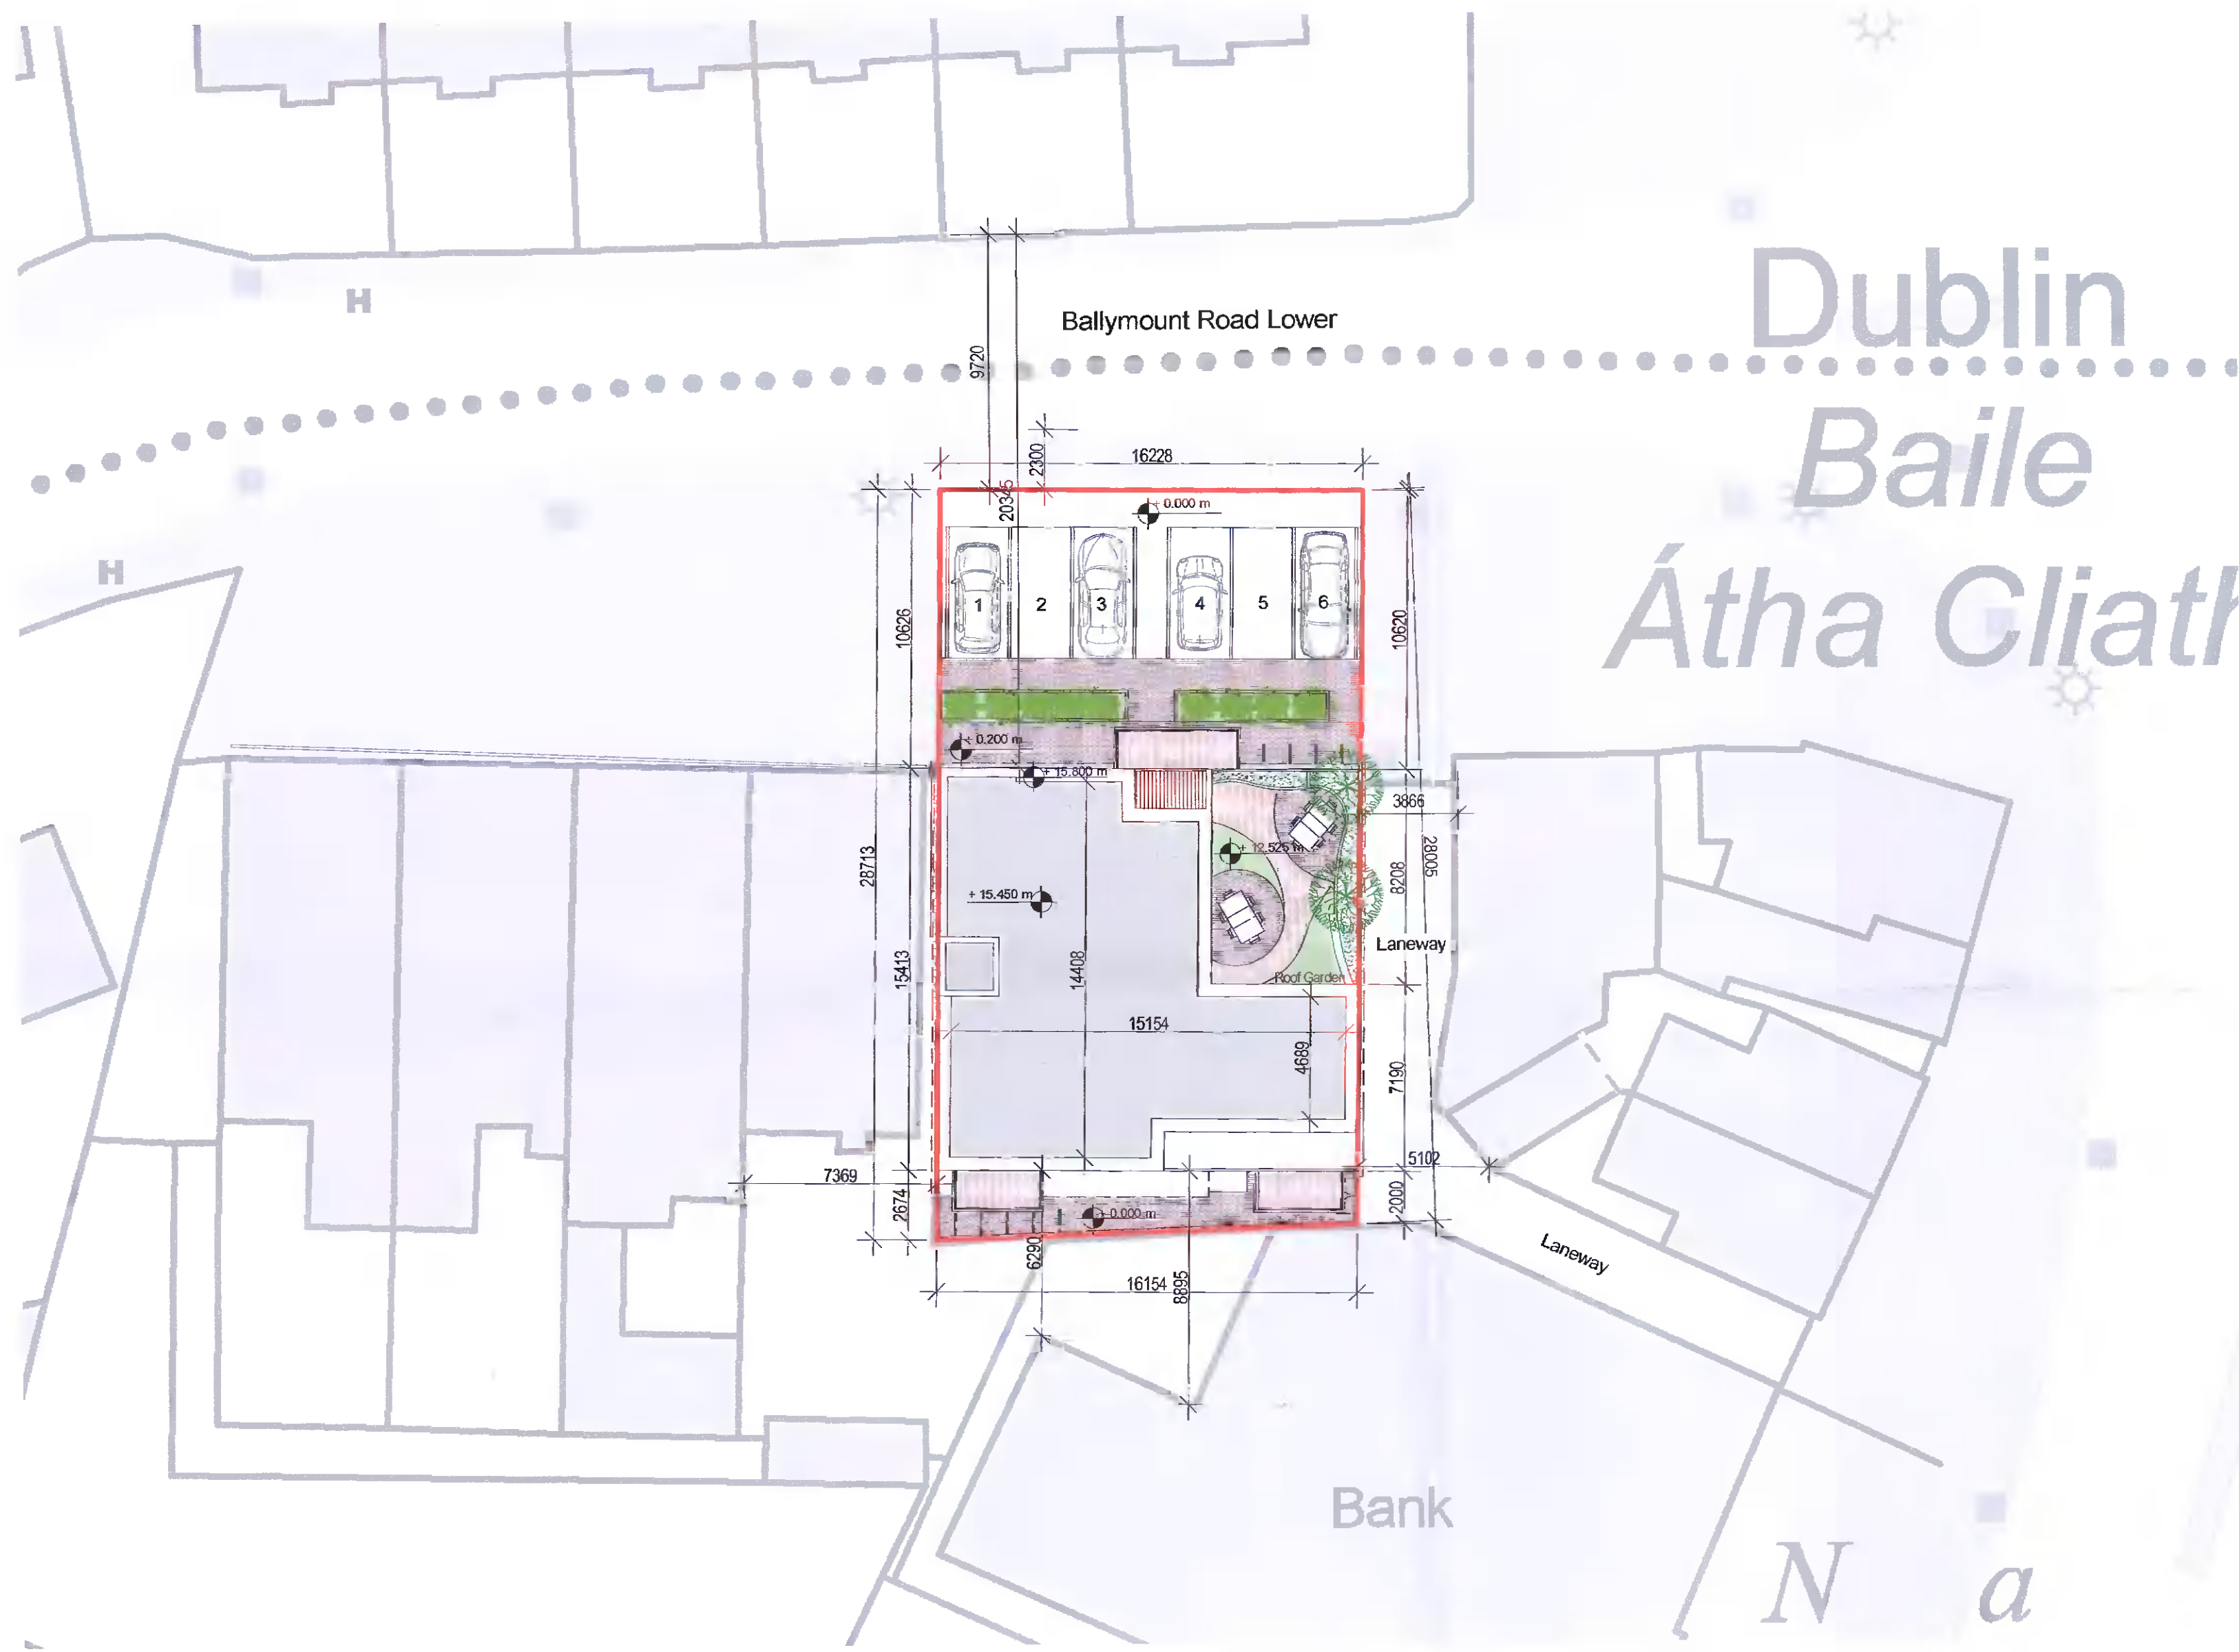 Dublin
H
Ballymount Road Lower
9720
Baile
2300
16228
20345
+ 0.000 m
Átha Cliath
H
1
2
3
4
5
6
10626
10620
+ 0.200 m
+ 15.800 m
3866
28713
+ 12.525 m
8208
28005
+ 15.450 m
Laneway
15413
14408
Roof Garden
15154
4689
7190
7369
5102
2674
2000
+ 0.000 m
6290
Laneway
16154
8895
Bank
N a